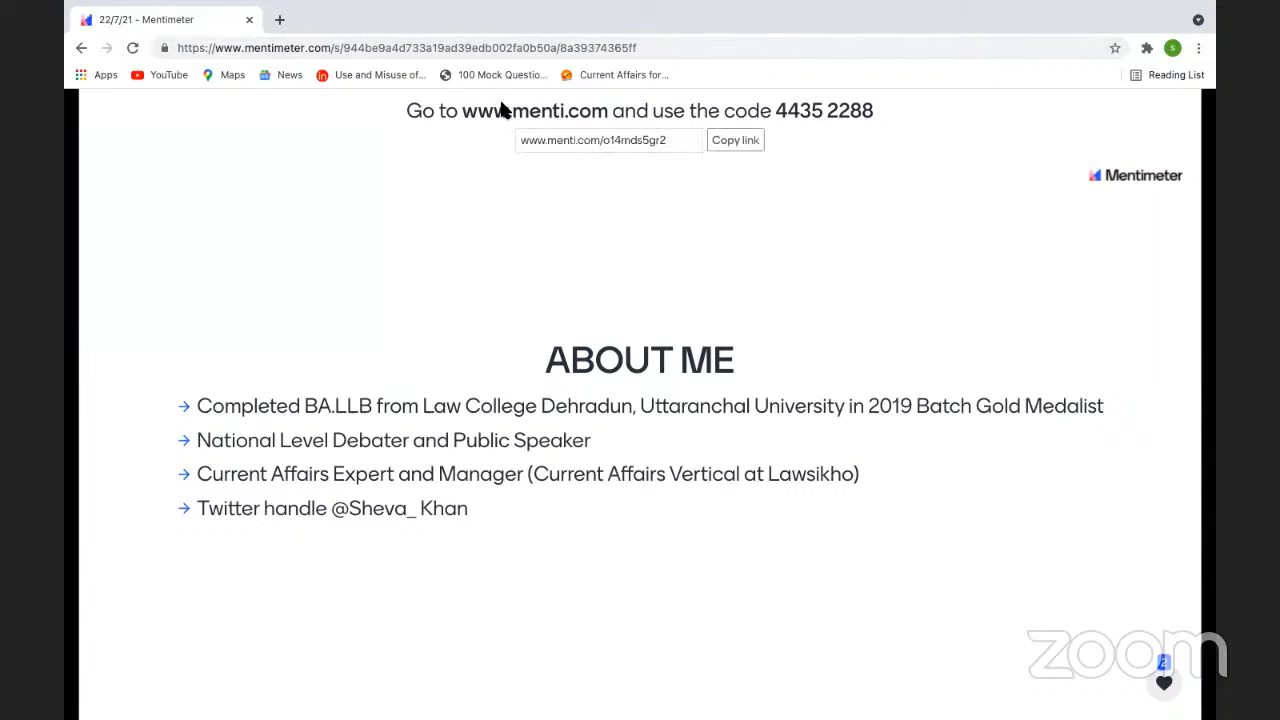 22/7/21 - Mentimeter
https://www.mentimeter.com/s/944be9a4d733a19ad39edb002fa0b50a/8a39374365ff
S
Apps YouTube Maps News Use and Misuse of... 100 Mock Questio... Current Affairs for... Reading List
Go to www.menti.com and use the code 4435 2288
www.menti.com/o14mds5gr2 Copy link
Mentimeter
ABOUT ME
→ Completed BA.LLB from Law College Dehradun, Uttaranchal University in 2019 Batch Gold Medalist
→ National Level Debater and Public Speaker
→ Current Affairs Expert and Manager (Current Affairs Vertical at Lawsikho)
→ Twitter handle @Sheva_ Khan
zoom
2